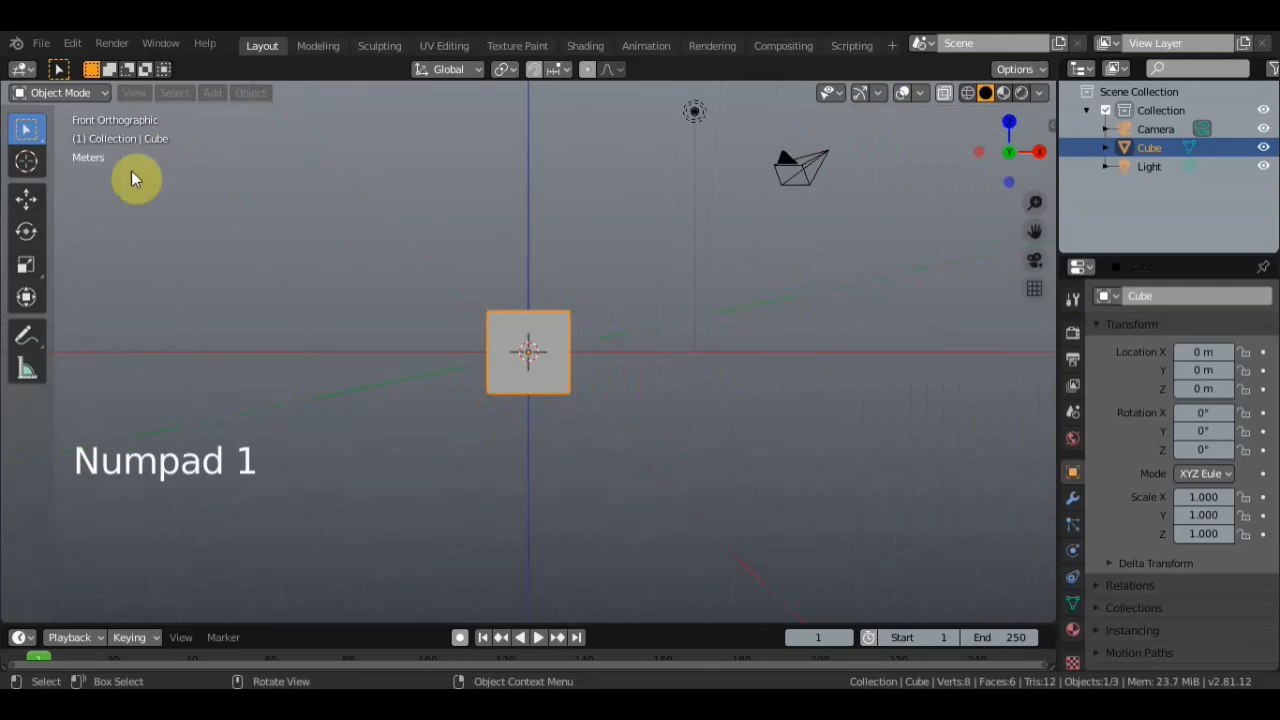 File Edit Render Window Help Layout Modeling Sculpting UV Editing Texture Paint Shading Animation Rendering Compositing Scripting + Scene View Layer
Global Options
Object Mode View Select Add Object
Front Orthographic
(1) Collection | Cube
Meters
Numpad 1
Z
Y
X
Scene Collection
Collection
Camera
Cube
Light
Cube
Cube
Transform
Location X 0 m
Y 0 m
Z 0 m
Rotation X 0°
Y 0°
Z 0°
Mode XYZ Eule
Scale X 1.000
Y 1.000
Z 1.000
Delta Transform
Relations
Collections
Instancing
Motion Paths
Playback Keying View Marker 1 Start 1 End 250
Select Box Select Rotate View Object Context Menu Collection | Cube | Verts:8 | Faces:6 | Tris:12 | Objects:1/3 | Mem: 23.7 MiB | v2.81.12